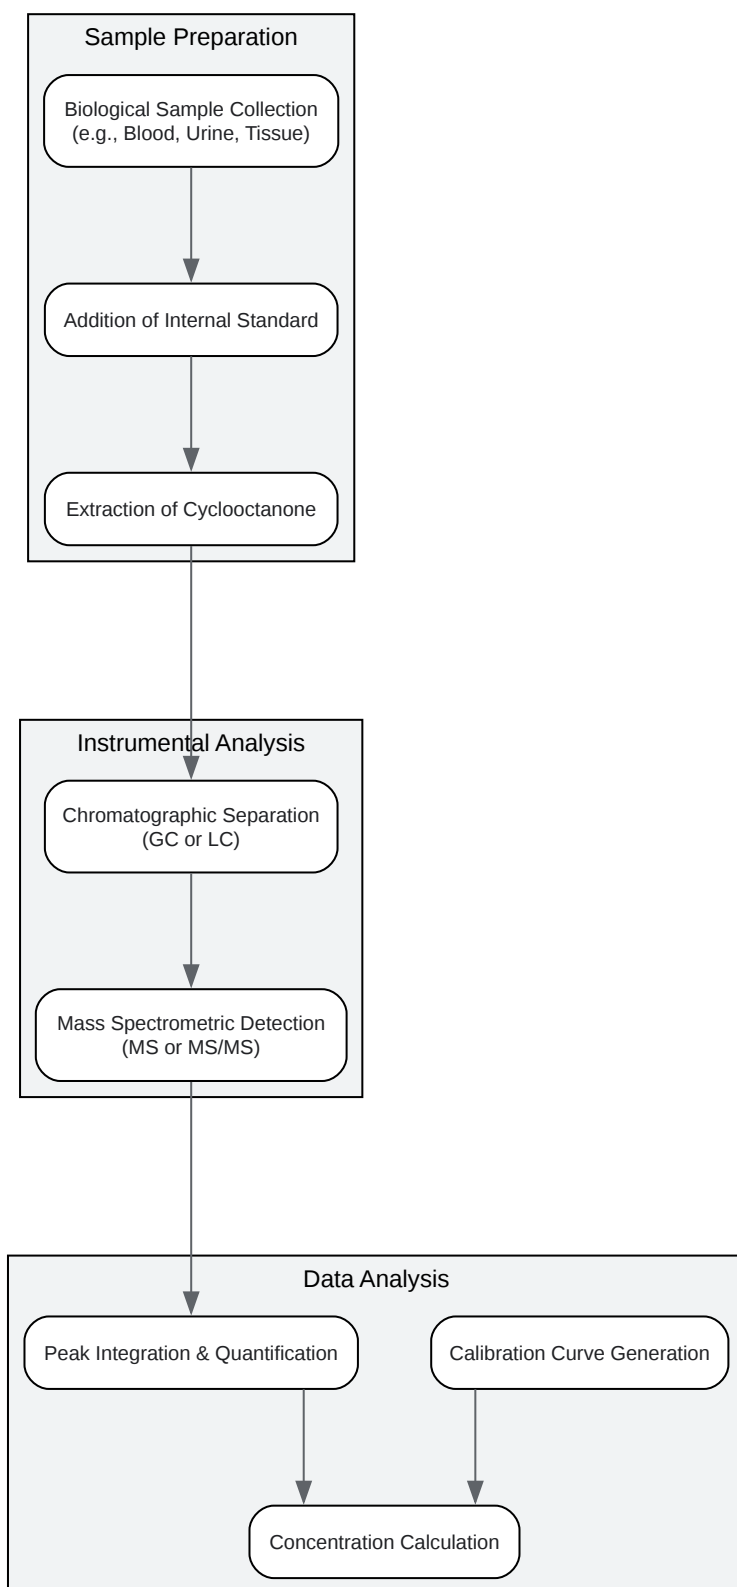 Sample Preparation
Biological Sample Collection
(e.g., Blood, Urine, Tissue)
Addition of Internal Standard
Extraction of Cyclooctanone
Instrumental Analysis
Chromatographic Separation
(GC or LC)
Mass Spectrometric Detection
(MS or MS/MS)
Data Analysis
Peak Integration & Quantification
Calibration Curve Generation
Concentration Calculation